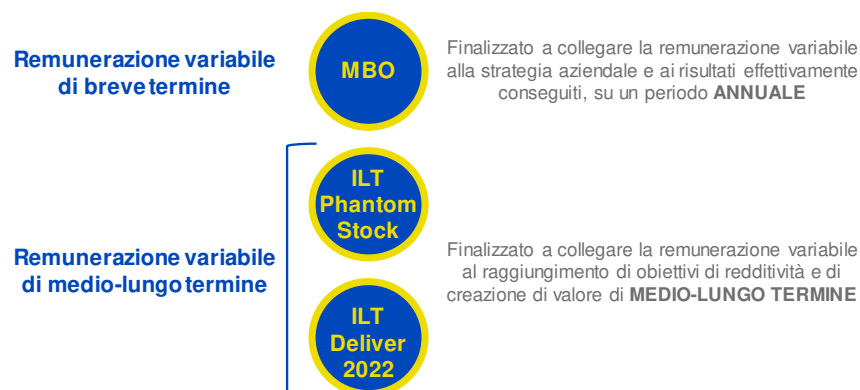 Remunerazione variabile
di breve termine
MBO
Finalizzato a collegare la remunerazione variabile
alla strategia aziendale e ai risultati effettivamente
conseguiti, su un periodo ANNUALE
Remunerazione variabile
di medio-lungo termine
ILT
Phantom
Stock
ILT
Deliver
2022
Finalizzato a collegare la remunerazione variabile
al raggiungimento di obiettivi di redditività e di
creazione di valore di MEDIO-LUNGO TERMINE